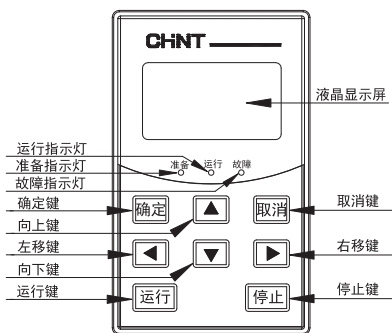 CHNT
液晶显示屏
运行指示灯
准备指示灯
故障指示灯
准备 运行 故障
确定键
确定
取消
取消键
向上键
左移键
右移键
向下键
运行键
运行
停止
停止键